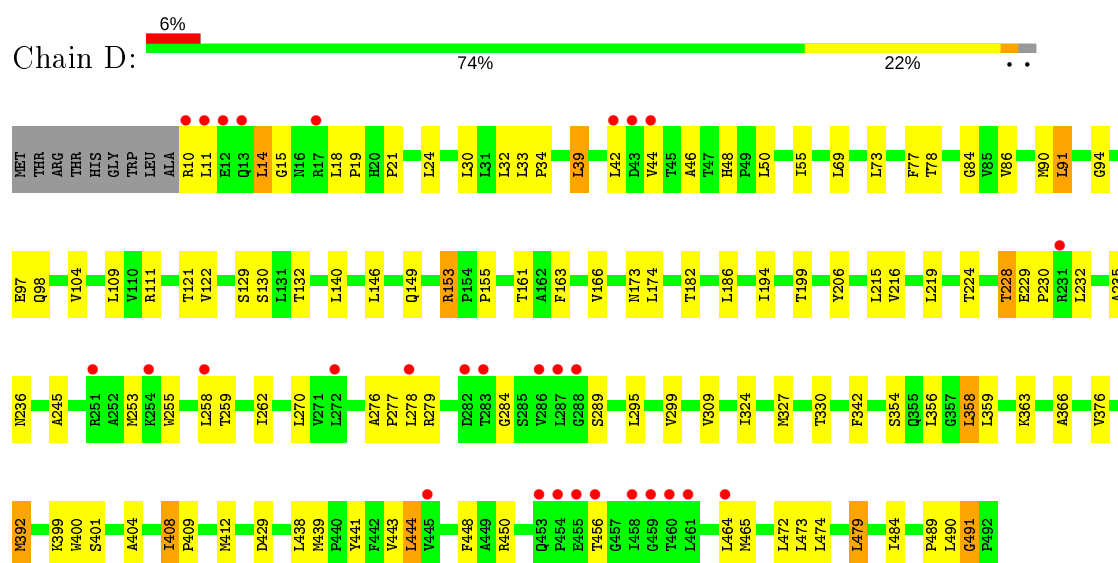 6%
Chain D:
74% 22% • •
MET THR ARG THR HIS GLY TRP LEU ALA R10 L11 E12 Q13 L14 G15 N16 R17 L18 P19 H20 P21 L24 L30 L31 L32 L33 P34 L39 L42 D43 V44 T45 A46 T47 H48 P49 L50 I55 L69 L73 F77 T78 G84 V85 V86 M90 L91 G94
E97 Q98 V104 L109 V110 R111 T121 V122 S129 S130 L131 T132 L140 L146 Q149 R153 P154 P155 T161 A162 F163 V166 N173 L174 T182 L186 I194 T199 Y206 L215 V216 L219 T224 T228 E229 P230 R231 L232 A235
N236 A245 R251 A252 M253 K254 W255 L258 T259 I262 L270 V271 L272 A276 P277 L278 R279 D282 T283 G284 S285 V286 L287 G288 S289 L295 V299 V309 I324 M327 T330 F342 S354 Q355 L356 G357 L358 L359 K363 A366 V376
M392 K399 W400 S401 A404 I408 P409 M412 D429 L438 M439 P440 Y441 F442 V443 L444 V445 F448 A449 R450 Q453 P454 E455 T456 G457 I458 G459 T460 L461 L464 M465 L472 L473 L474 L479 I484 P489 L490 G491 P492